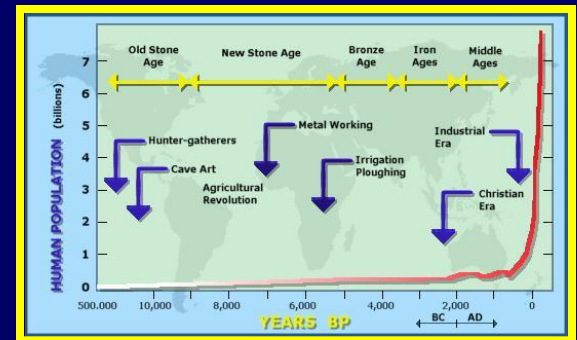 Old Stone
Age
New Stone Age
Bronze
Age
Iron
Ages
Middle
Ages
HUMAN POPULATION (billions)
7
6
5
4
3
2
1
0
Hunter-gatherers
Cave Art
Agricultural
Revolution
Metal Working
Irrigation
Ploughing
Industrial
Era
Christian
Era
500.000 10,000 8,000 6,000 4,000 2,000 0
YEARS BP
BC AD